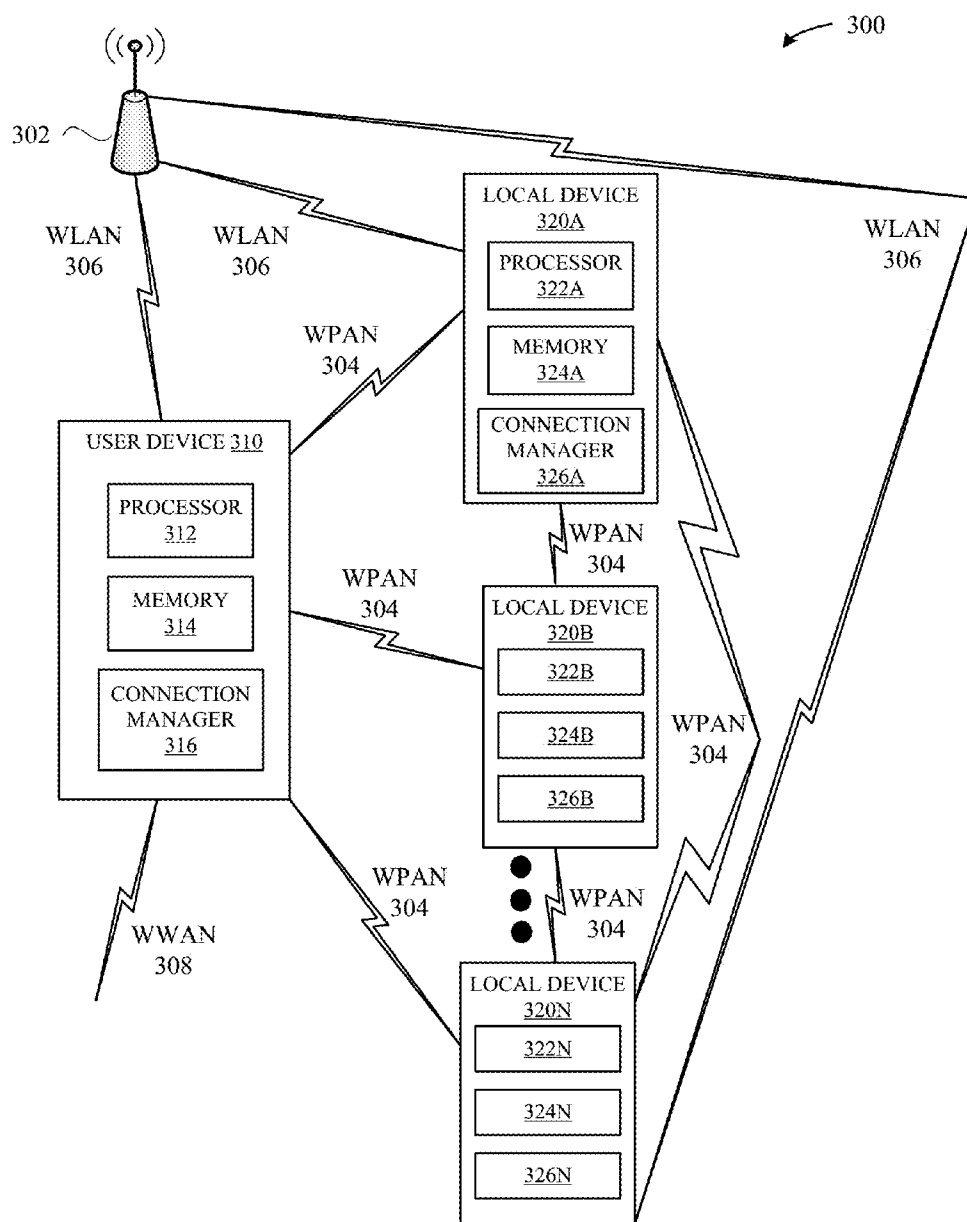 300
302
WLAN
306
WLAN
306
WLAN
306
LOCAL DEVICE
320A
PROCESSOR
322A
MEMORY
324A
CONNECTION
MANAGER
326A
WPAN
304
USER DEVICE 310
PROCESSOR
312
MEMORY
314
CONNECTION
MANAGER
316
WPAN
304
WPAN
304
LOCAL DEVICE
320B
322B
324B
326B
WPAN
304
WPAN
304
WPAN
304
WWAN
308
LOCAL DEVICE
320N
322N
324N
326N